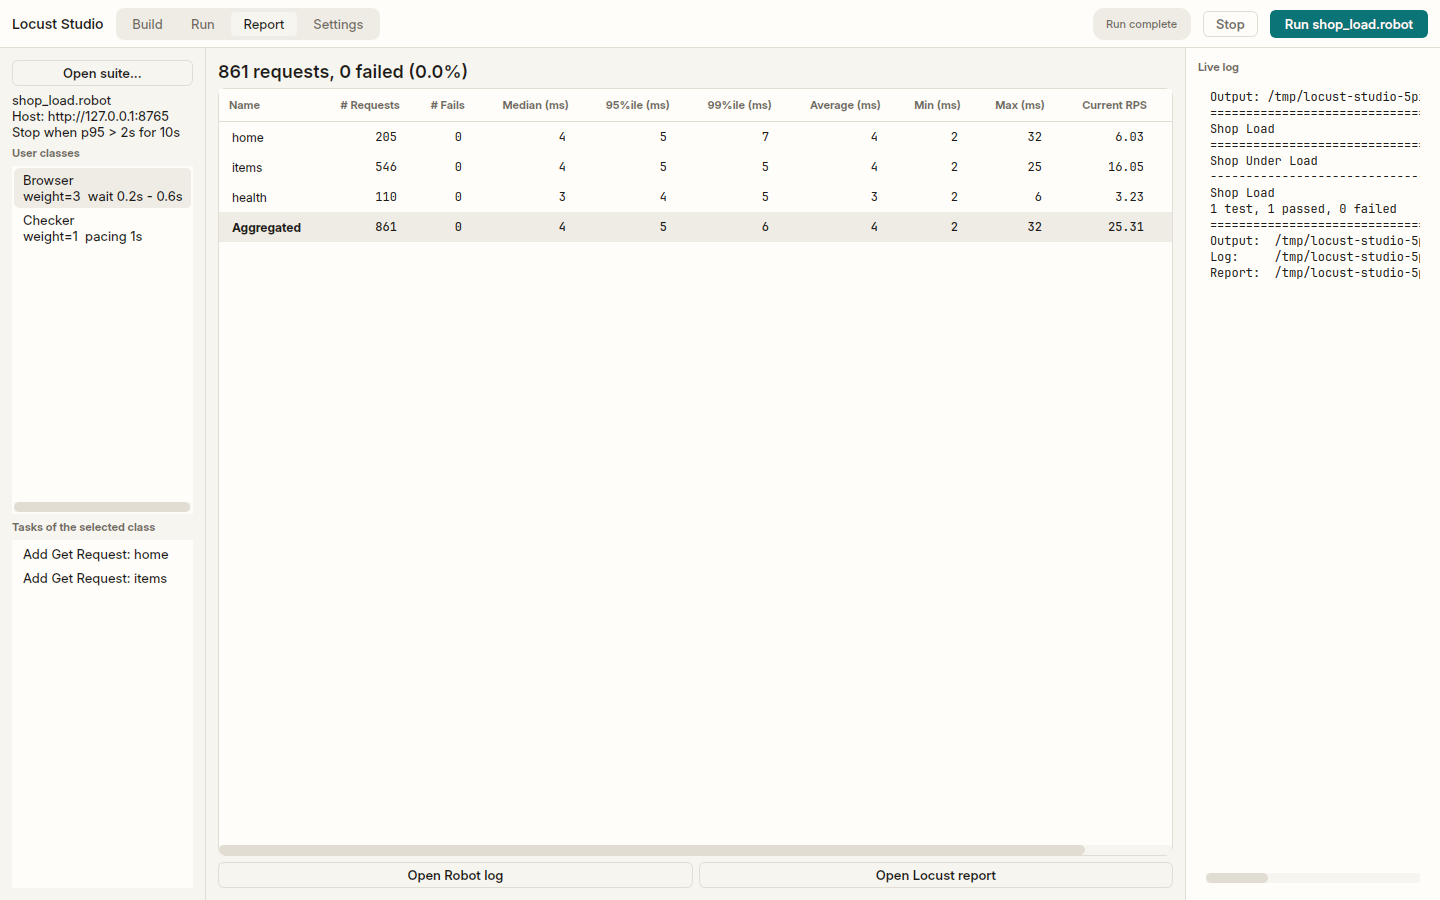 Locust Studio
Build
Run
Report
Settings
Run complete
Stop
Run shop_load.robot
Open suite...
shop_load.robot
Host: http://127.0.0.1:8765
Stop when p95 > 2s for 10s
User classes
Browser
weight=3 wait 0.2s - 0.6s
Checker
weight=1 pacing 1s
Tasks of the selected class
Add Get Request: home
Add Get Request: items
861 requests, 0 failed (0.0%)
Name # Requests # Fails Median (ms) 95%ile (ms) 99%ile (ms) Average (ms) Min (ms) Max (ms) Current RPS
home 205 0 4 5 7 4 2 32 6.03
items 546 0 4 5 5 4 2 25 16.05
health 110 0 3 4 5 3 2 6 3.23
Aggregated 861 0 4 5 6 4 2 32 25.31
Open Robot log
Open Locust report
Live log
Output: /tmp/locust-studio-5p
==============================
Shop Load
==============================
Shop Under Load
-----------------------------
Shop Load
1 test, 1 passed, 0 failed
==============================
Output: /tmp/locust-studio-5
Log: /tmp/locust-studio-5
Report: /tmp/locust-studio-5